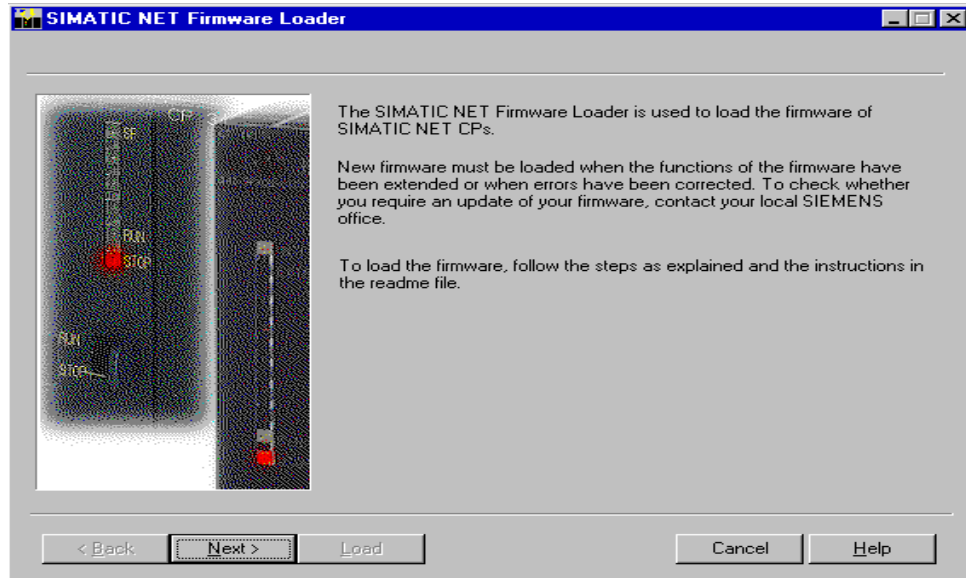 SIMATIC NET Firmware Loader
CP 3
SF
RUN
STOP
RUN
STOP
The SIMATIC NET Firmware Loader is used to load the firmware of
SIMATIC NET CPs.
New firmware must be loaded when the functions of the firmware have
been extended or when errors have been corrected. To check whether
you require an update of your firmware, contact your local SIEMENS
office.
To load the firmware, follow the steps as explained and the instructions in
the readme file.
< Back
Next >
Load
Cancel
Help